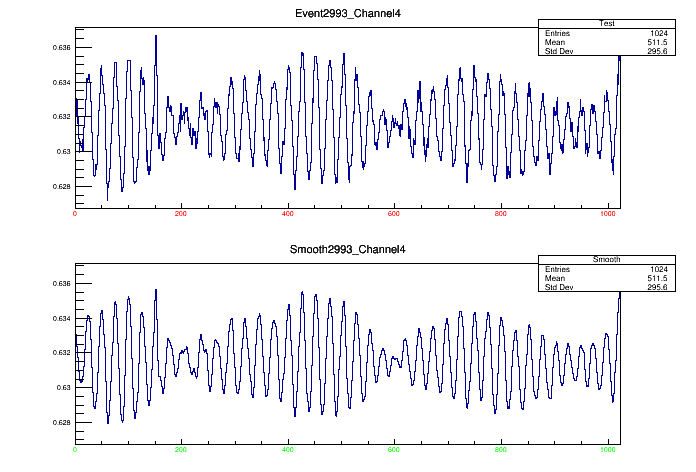 Event2993_Channel4
Test
Entries 1024
Mean 511.5
Std Dev 295.6
0.636
0.634
0.632
0.63
0.628
0 200 400 600 800 1000
Smooth2993_Channel4
Smooth
Entries 1024
Mean 511.5
Std Dev 295.6
0.636
0.634
0.632
0.63
0.628
0 200 400 600 800 1000